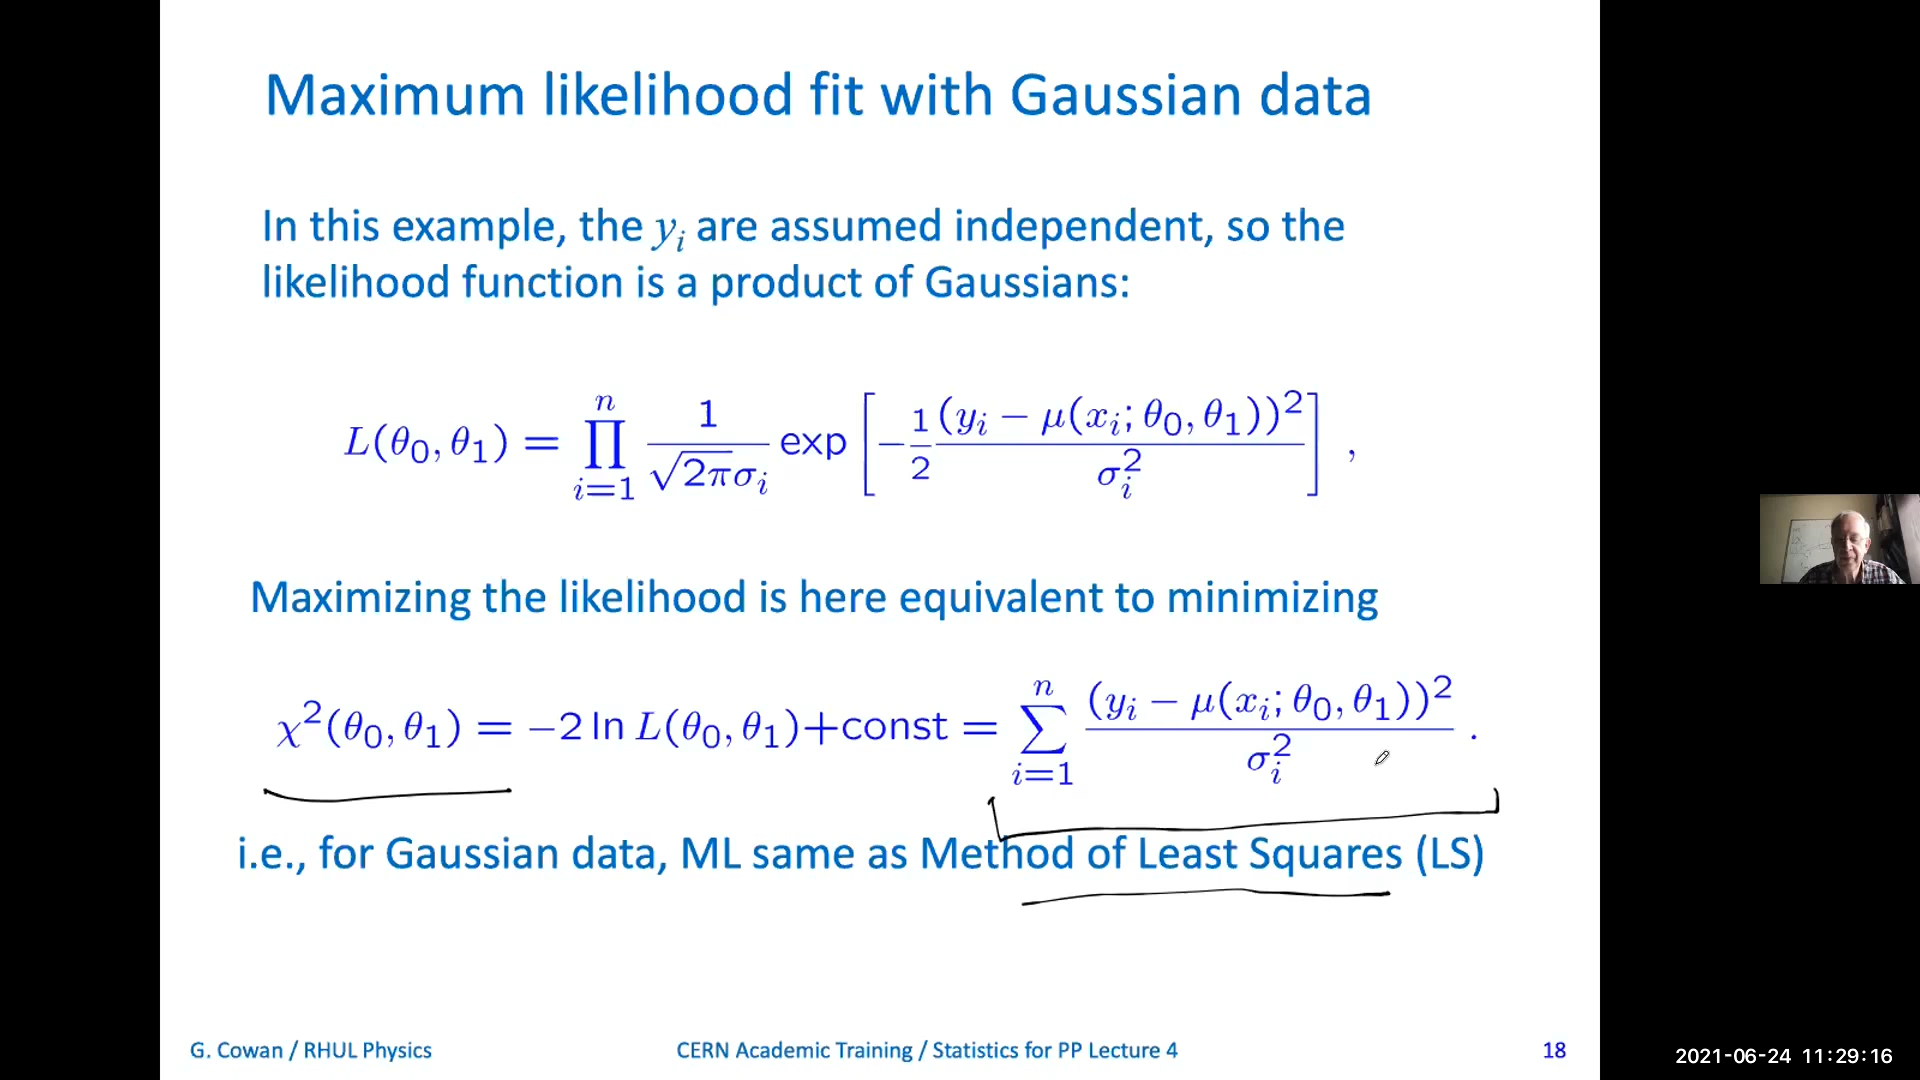 Maximum likelihood fit with Gaussian data
In this example, the yᵢ are assumed independent, so the
likelihood function is a product of Gaussians:
L(θ₀, θ₁) = ∏ᵢ₌₁ⁿ 1/(√2π σᵢ) exp [ −1/2 (yᵢ − μ(xᵢ; θ₀, θ₁))² / σᵢ² ] ,
Maximizing the likelihood is here equivalent to minimizing
χ²(θ₀, θ₁) = −2 ln L(θ₀, θ₁)+const = ∑ᵢ₌₁ⁿ (yᵢ − μ(xᵢ; θ₀, θ₁))² / σᵢ² .
i.e., for Gaussian data, ML same as Method of Least Squares (LS)
G. Cowan / RHUL Physics
CERN Academic Training / Statistics for PP Lecture 4
18
2021-06-24 11:29:16